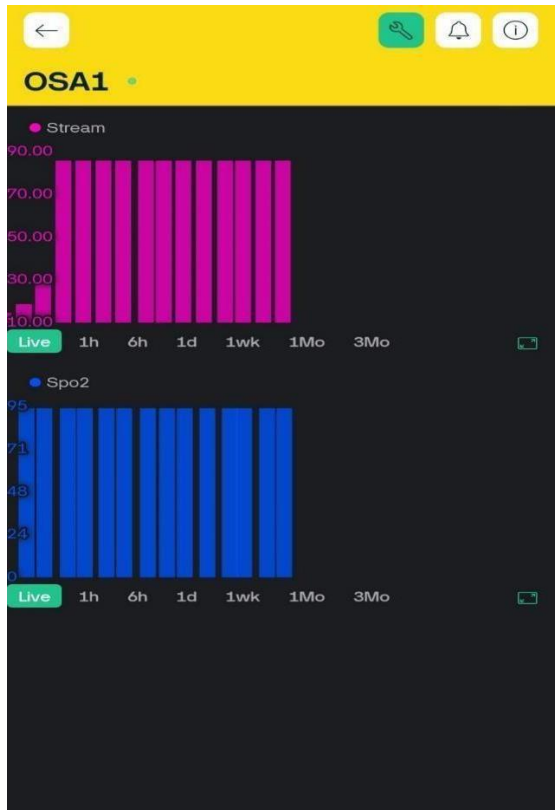 OSA1
Stream
90.00
70.00
50.00
30.00
10.00
Live 1h 6h 1d 1wk 1Mo 3Mo
Spo2
95
71
48
24
0
Live 1h 6h 1d 1wk 1Mo 3Mo